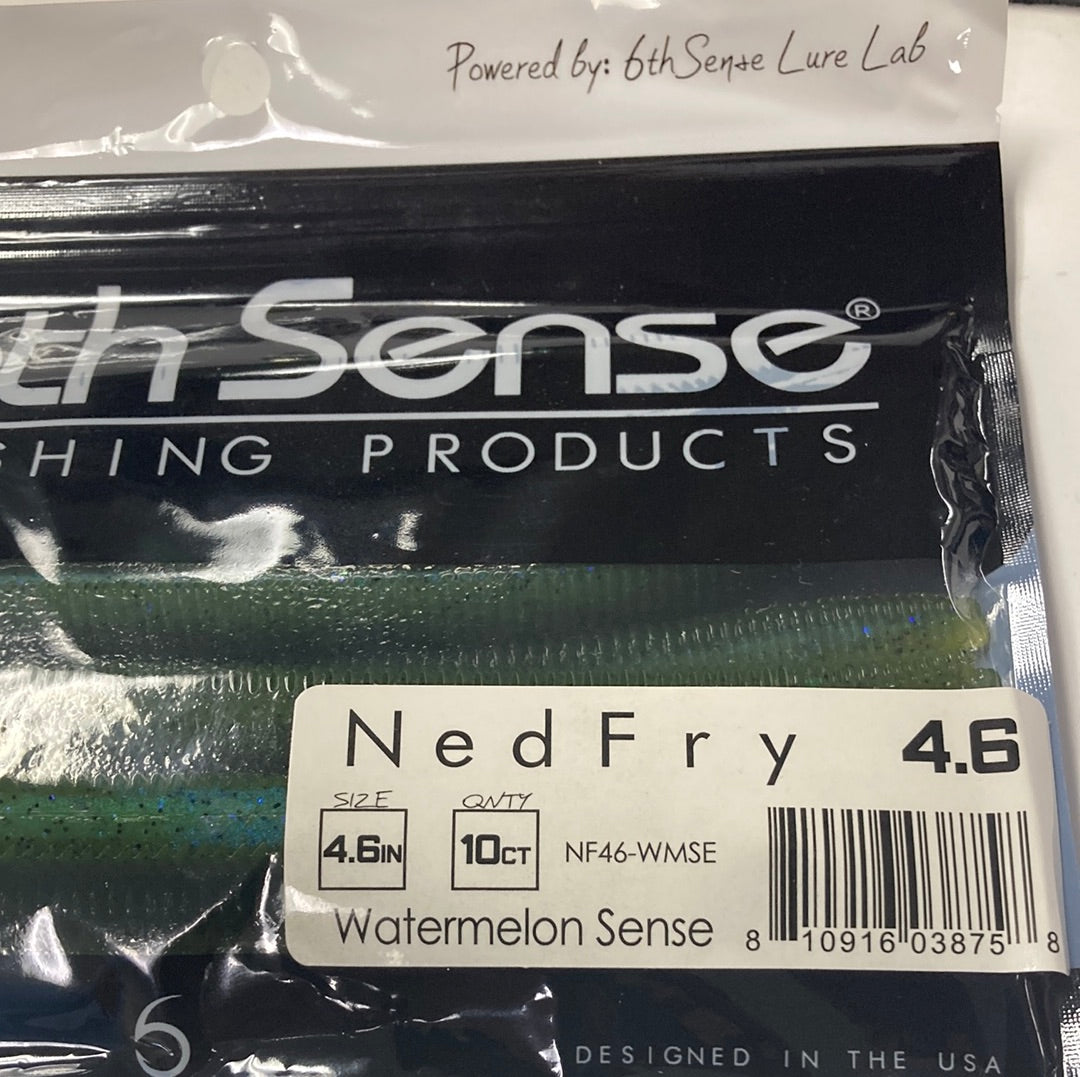 Powered by: 6thSense Lure Lab
th Sense®
SHING PRODUCTS
NedFry 4.6
SIZE QNTY
4.6IN 10CT NF46-WMSE
Watermelon Sense
8 10916 03875 8
6
DESIGNED IN THE USA